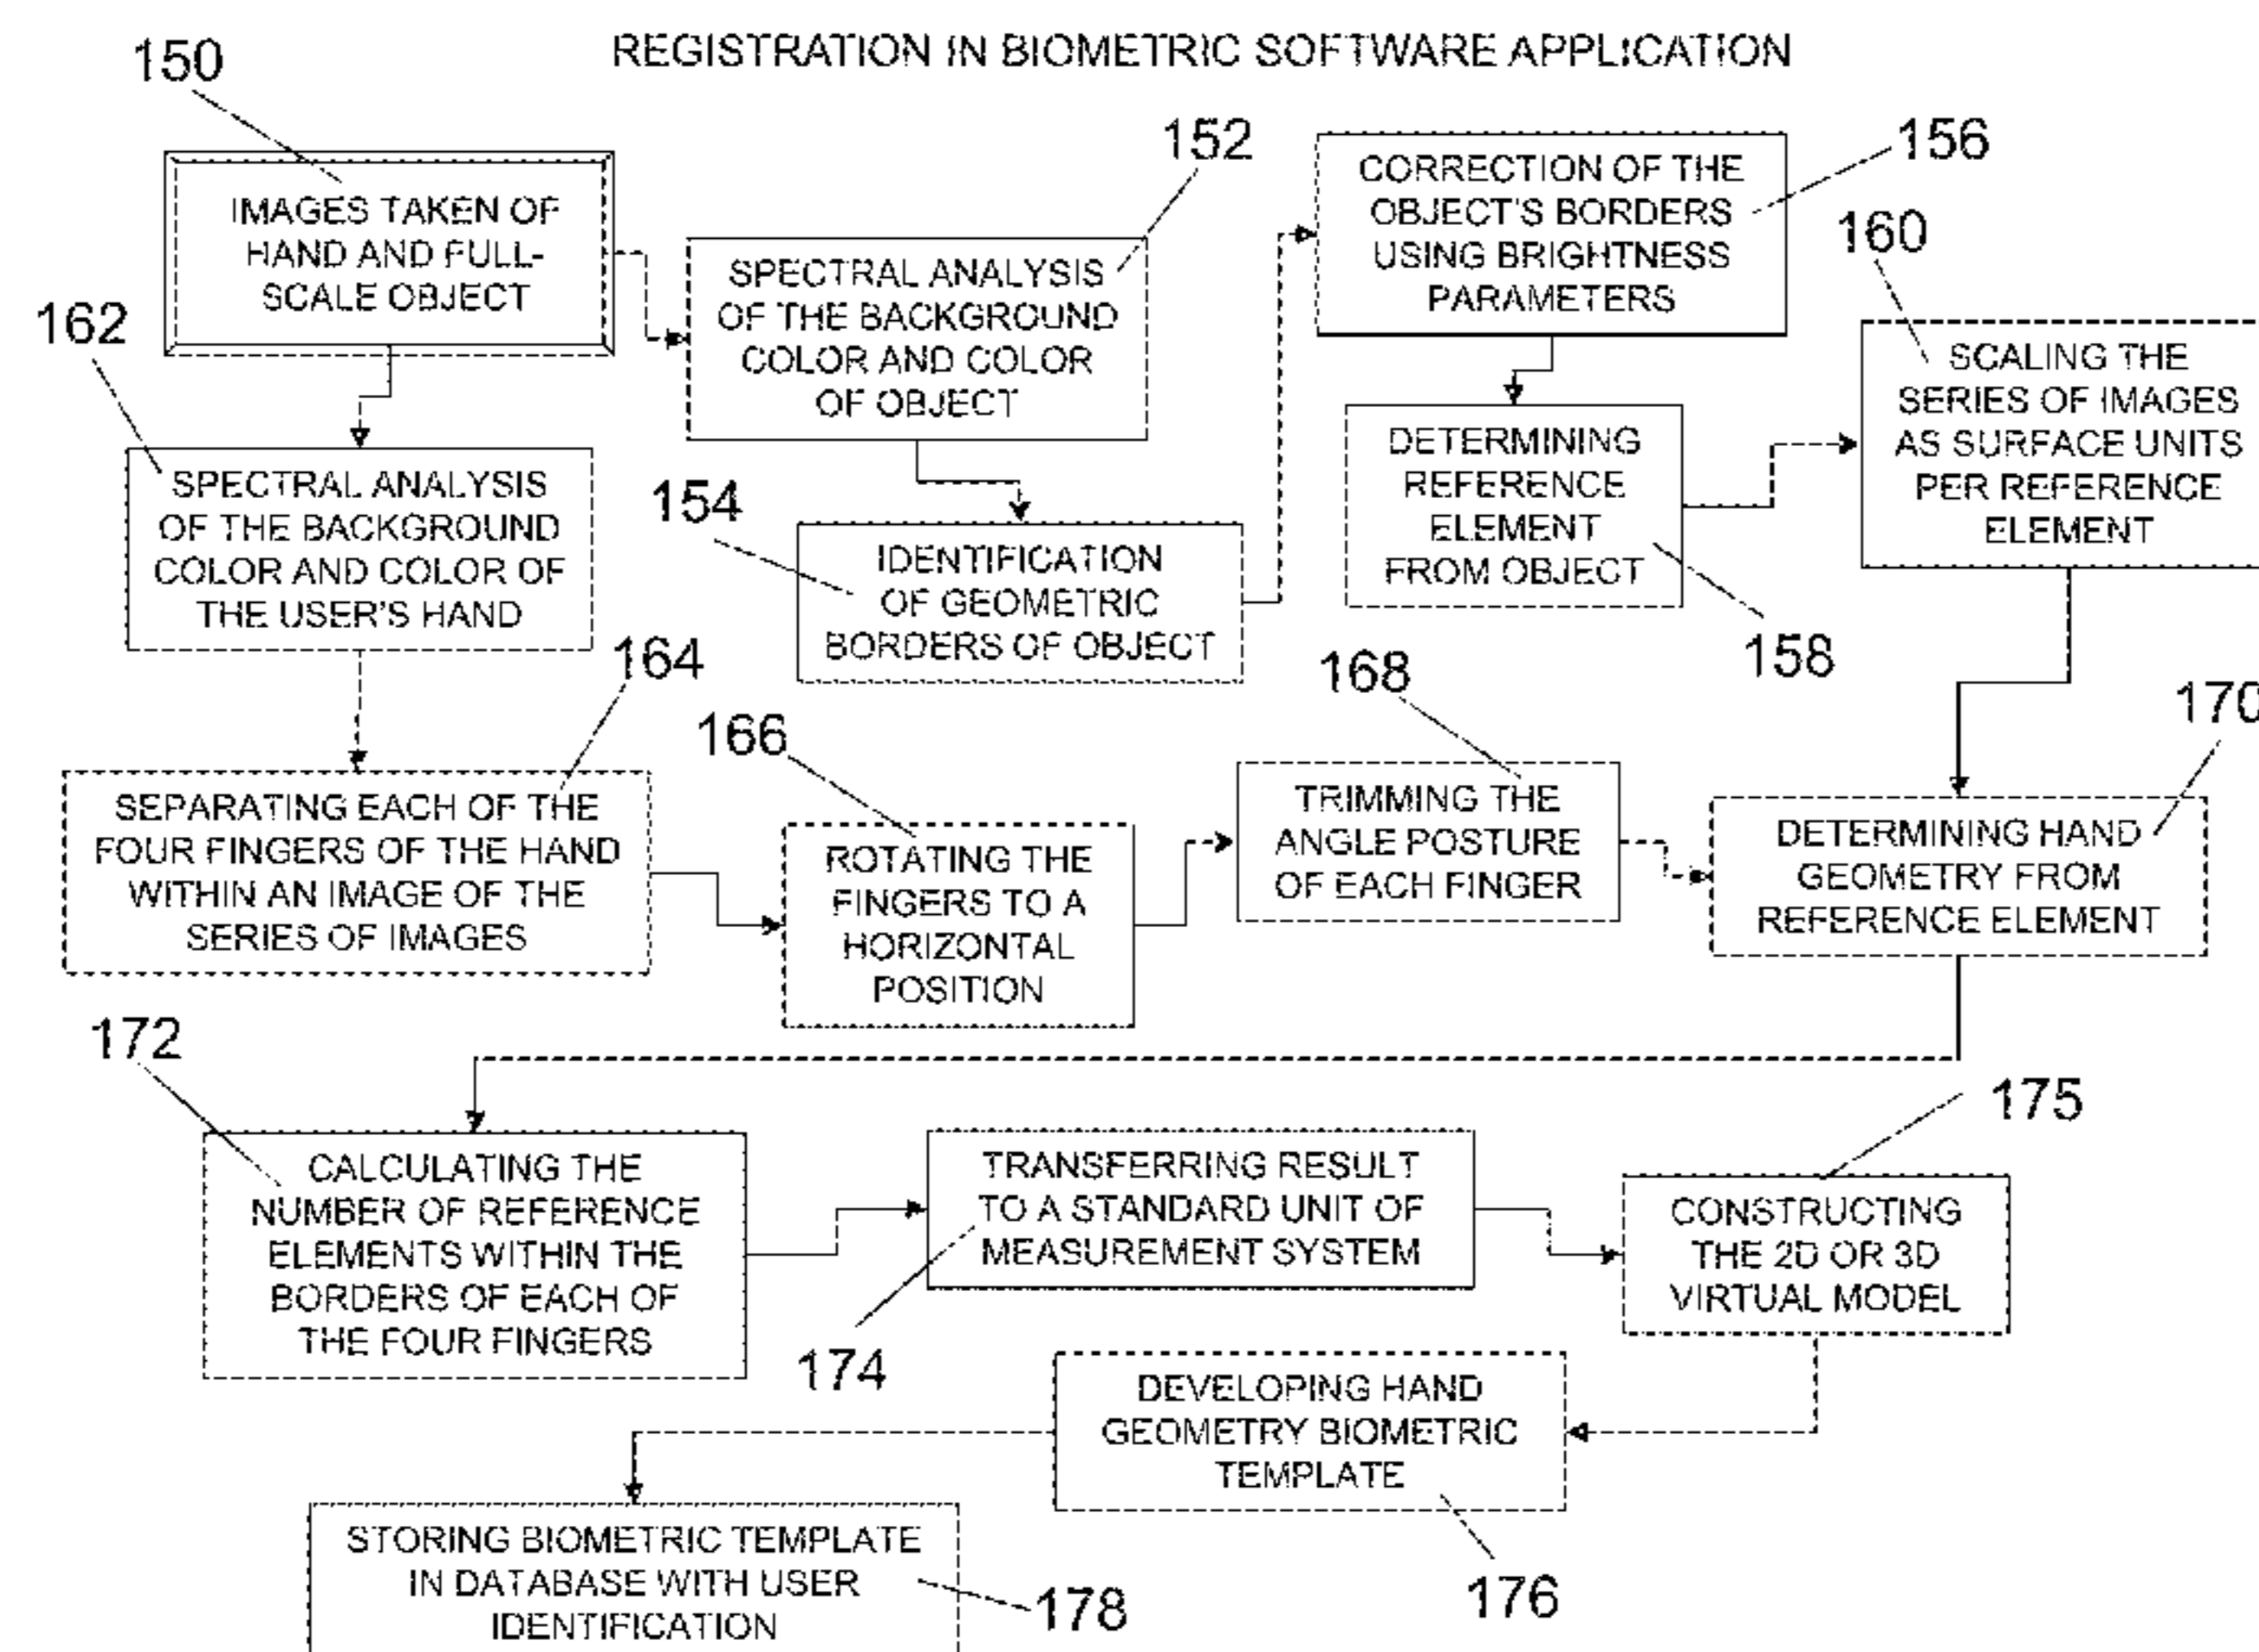 REGISTRATION IN BIOMETRIC SOFTWARE APPLICATION
150
IMAGES TAKEN OF
HAND AND FULL-
SCALE OBJECT
152
SPECTRAL ANALYSIS
OF THE BACKGROUND
COLOR AND COLOR
OF OBJECT
154
IDENTIFICATION
OF GEOMETRIC
BORDERS OF OBJECT
156
CORRECTION OF THE
OBJECT'S BORDERS
USING BRIGHTNESS
PARAMETERS
158
DETERMINING
REFERENCE
ELEMENT
FROM OBJECT
160
SCALING THE
SERIES OF IMAGES
AS SURFACE UNITS
PER REFERENCE
ELEMENT
162
SPECTRAL ANALYSIS
OF THE BACKGROUND
COLOR AND COLOR OF
THE USER'S HAND
164
SEPARATING EACH OF THE
FOUR FINGERS OF THE HAND
WITHIN AN IMAGE OF THE
SERIES OF IMAGES
166
ROTATING THE
FINGERS TO A
HORIZONTAL
POSITION
168
TRIMMING THE
ANGLE POSTURE
OF EACH FINGER
170
DETERMINING HAND
GEOMETRY FROM
REFERENCE ELEMENT
172
CALCULATING THE
NUMBER OF REFERENCE
ELEMENTS WITHIN THE
BORDERS OF EACH OF
THE FOUR FINGERS
174
TRANSFERRING RESULT
TO A STANDARD UNIT OF
MEASUREMENT SYSTEM
175
CONSTRUCTING
THE 2D OR 3D
VIRTUAL MODEL
176
DEVELOPING HAND
GEOMETRY BIOMETRIC
TEMPLATE
178
STORING BIOMETRIC TEMPLATE
IN DATABASE WITH USER
IDENTIFICATION